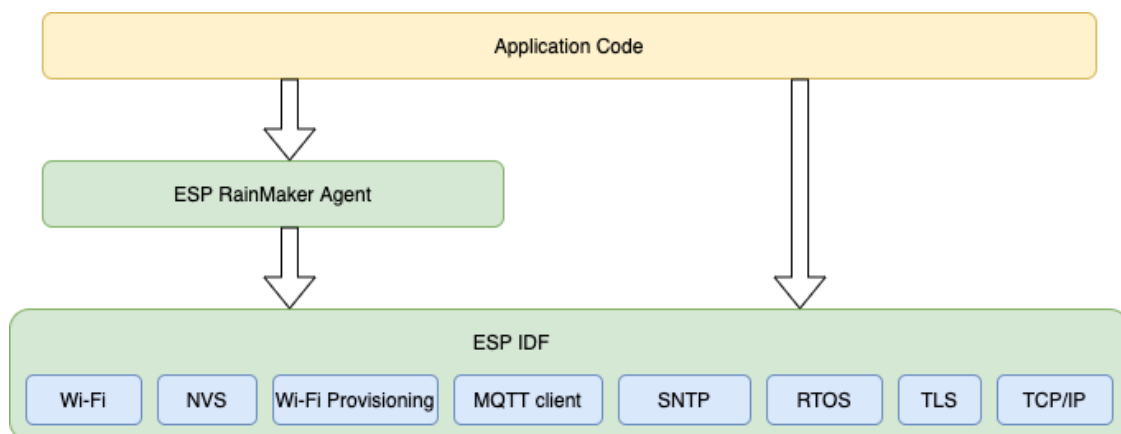 Application Code
ESP RainMaker Agent
ESP IDF
Wi-Fi
NVS
Wi-Fi Provisioning
MQTT client
SNTP
RTOS
TLS
TCP/IP